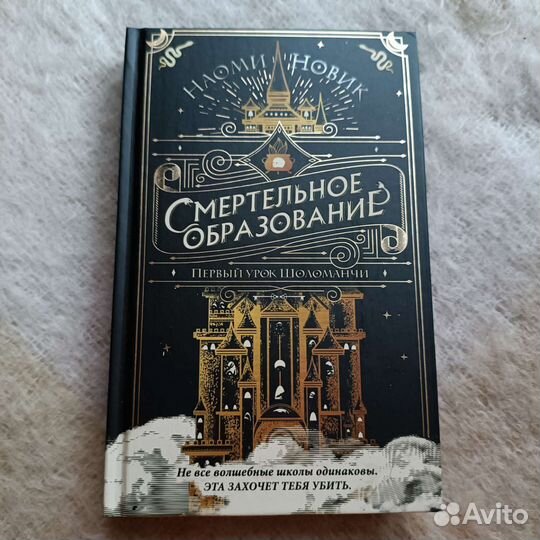 Наоми Новик
Смертельное
образование
Первый урок Шоломанчи
Не все волшебные школы одинаковы.
ЭТА ЗАХОЧЕТ ТЕБЯ УБИТЬ.
Avito